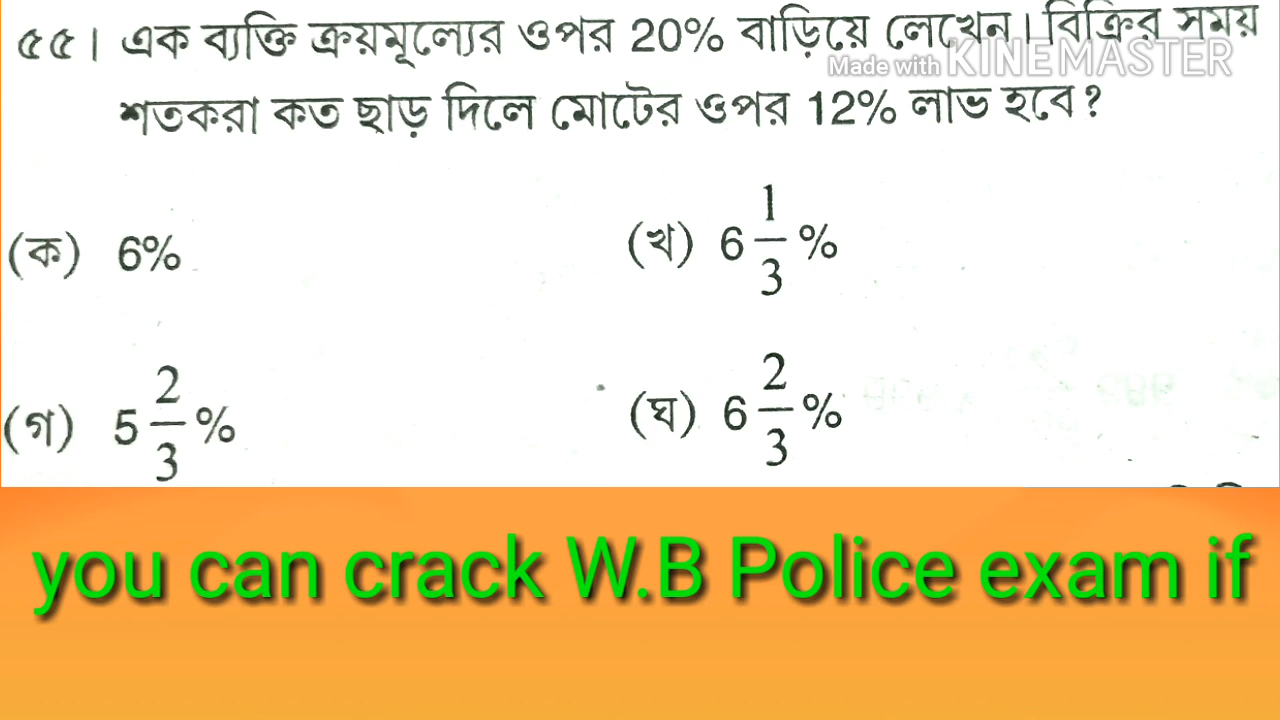 ৫৫। এক ব্যক্তি ক্রয়মূল্যের ওপর 20% বাড়িয়ে লেখেন। বিক্রির সময়
Made with KINEMASTER
শতকরা কত ছাড় দিলে মোটের ওপর 12% লাভ হবে?
(ক) 6% (খ) 6 1/3 %
(গ) 5 2/3 % (ঘ) 6 2/3 %
you can crack W.B Police exam if